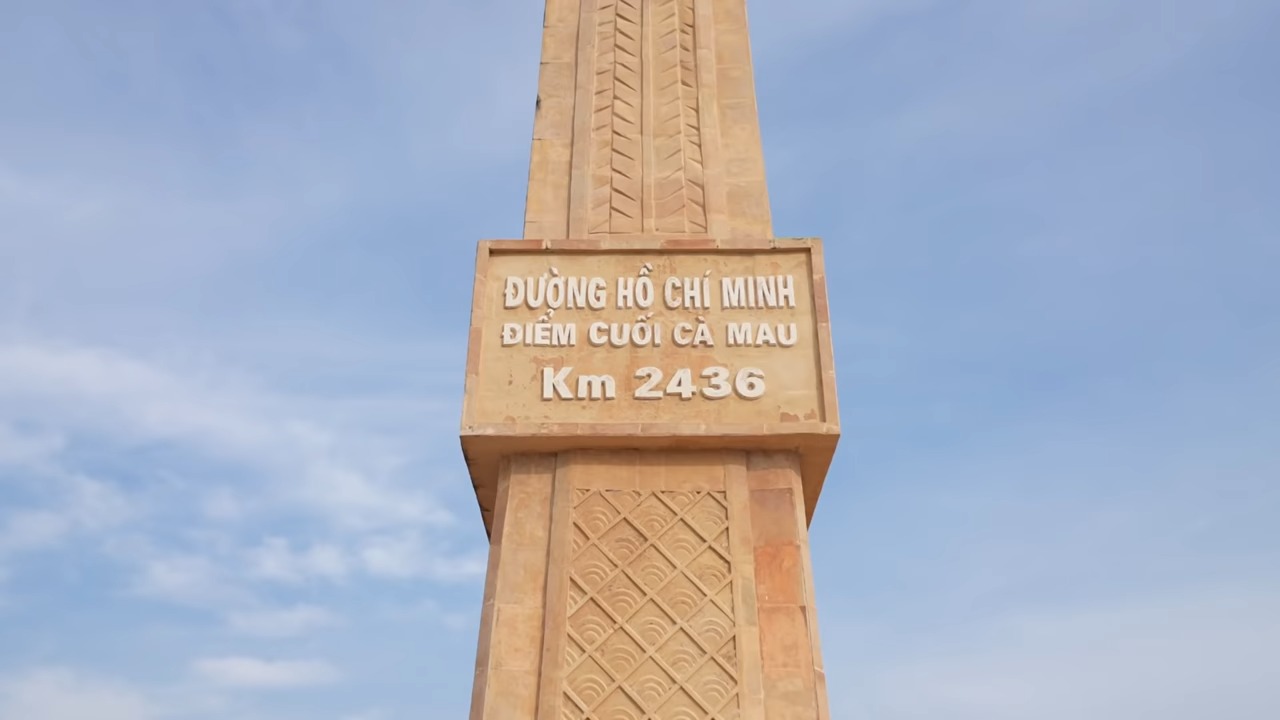 ĐƯỜNG HỒ CHÍ MINH
ĐIỂM CUỐI CÀ MAU
Km 2436